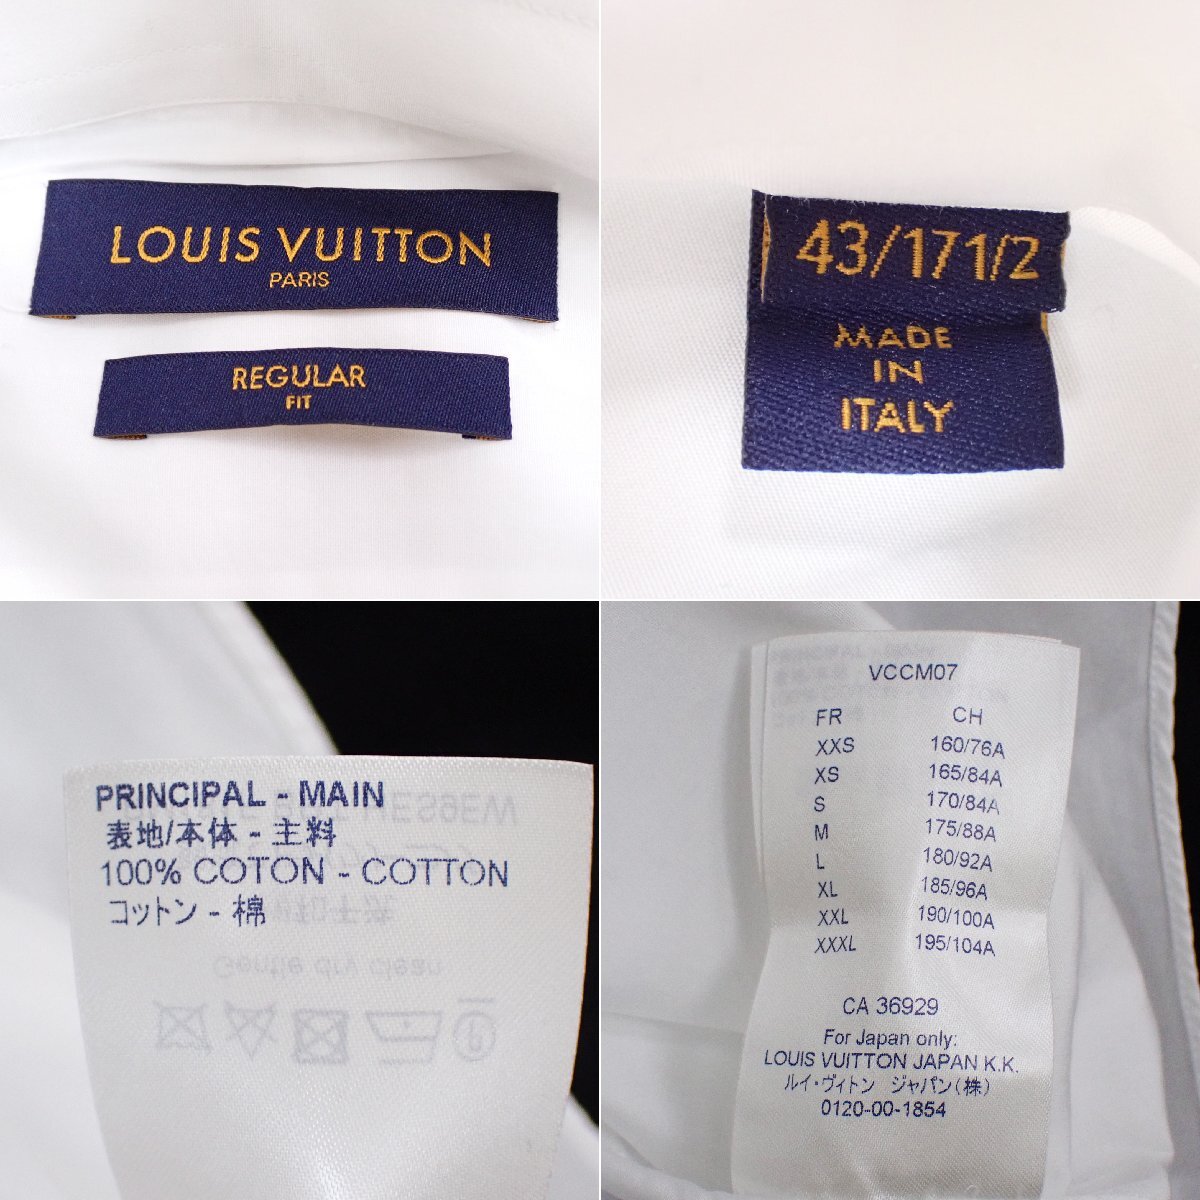 LOUIS VUITTON
PARIS
REGULAR
FIT
43/171/2
MADE
IN
ITALY
PRINCIPAL - MAIN
表地/本体 - 主料
100% COTON - COTTON
コットン - 棉
Gentle dry clean
VCCM07
FR CH
XXS 160/76A
XS 165/84A
S 170/84A
M 175/88A
L 180/92A
XL 185/96A
XXL 190/100A
XXXL 195/104A
CA 36929
For Japan only:
LOUIS VUITTON JAPAN K.K.
ルイ・ヴィトン ジャパン(株)
0120-00-1854